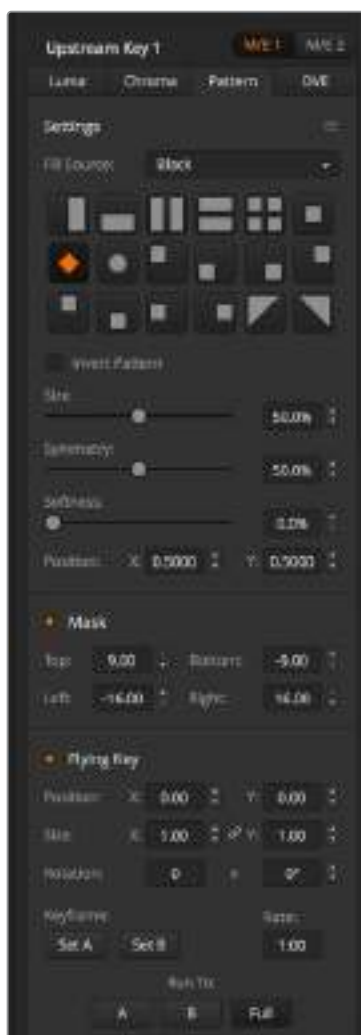 Upstream Key 1 M/E 1 M/E 2
Luma Chroma Pattern DVE
Settings
Fill Source: Black
Invert Pattern
Size:
50.0%
Symmetry:
50.0%
Softness:
0.0%
Position: X: 0.5000 Y: 0.5000
Mask
Top: 9.00 Bottom: -9.00
Left: -16.00 Right: 16.00
Flying Key
Position: X: 0.00 Y: 0.00
Size: X: 1.00 Y: 1.00
Rotation: 0 + 0°
Keyframe: Rate:
Set A Set B 1.00
Run To:
A B Full